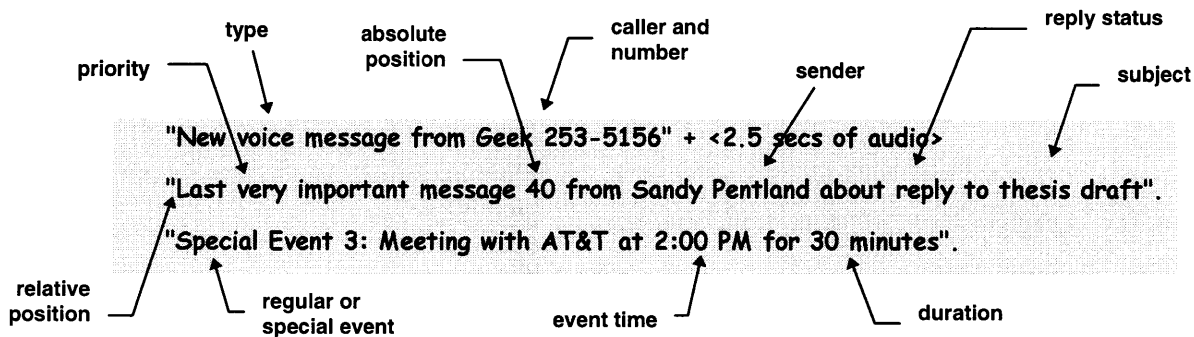 type
absolute position
caller and number
reply status
priority
sender
subject
"New voice message from Geek 253-5156" + <2.5 secs of audio>
"Last very important message 40 from Sandy Pentland about reply to thesis draft".
"Special Event 3: Meeting with AT&T at 2:00 PM for 30 minutes".
relative position
regular or special event
event time
duration